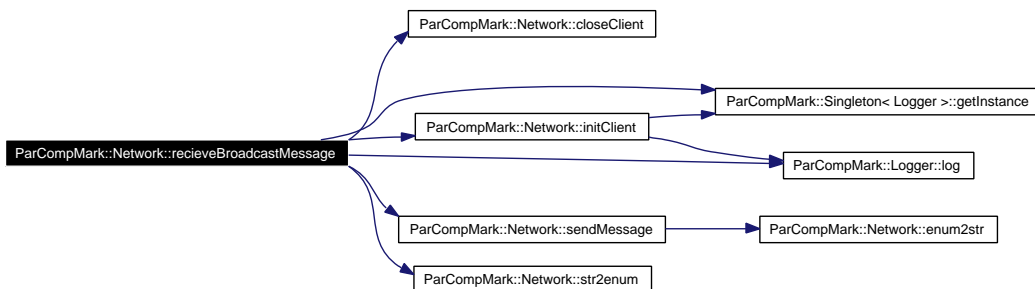 ParCompMark::Network::closeClient
ParCompMark::Singleton< Logger >::getInstance
ParCompMark::Network::initClient
ParCompMark::Network::recieveBroadcastMessage
ParCompMark::Logger::log
ParCompMark::Network::sendMessage
ParCompMark::Network::enum2str
ParCompMark::Network::str2enum